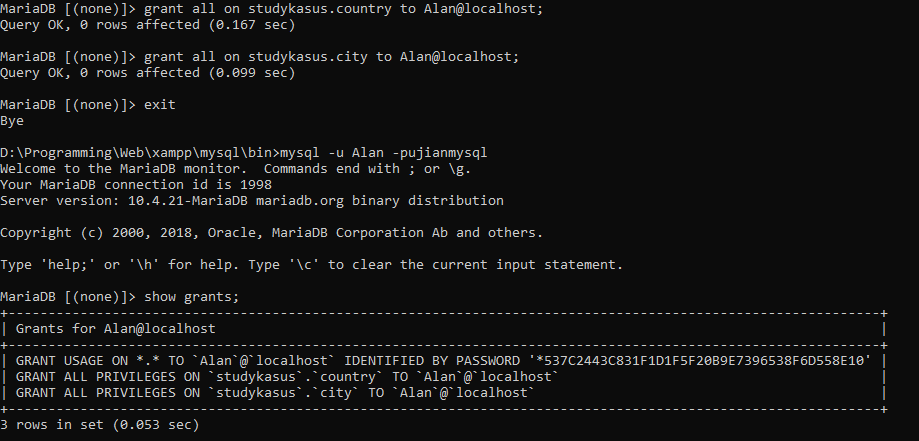 MariaDB [(none)]> grant all on studykasus.country to Alan@localhost;
Query OK, 0 rows affected (0.167 sec)
MariaDB [(none)]> grant all on studykasus.city to Alan@localhost;
Query OK, 0 rows affected (0.099 sec)
MariaDB [(none)]> exit
Bye
D:\Programming\Web\xampp\mysql\bin>mysql -u Alan -pujianmysql
Welcome to the MariaDB monitor.  Commands end with ; or \g.
Your MariaDB connection id is 1998
Server version: 10.4.21-MariaDB mariadb.org binary distribution
Copyright (c) 2000, 2018, Oracle, MariaDB Corporation Ab and others.
Type 'help;' or '\h' for help. Type '\c' to clear the current input statement.
MariaDB [(none)]> show grants;
| Grants for Alan@localhost |
| GRANT USAGE ON *.* TO `Alan`@`localhost` IDENTIFIED BY PASSWORD '*537C2443C831F1D1F5F20B9E7396538F6D558E10' |
| GRANT ALL PRIVILEGES ON `studykasus`.`country` TO `Alan`@`localhost` |
| GRANT ALL PRIVILEGES ON `studykasus`.`city` TO `Alan`@`localhost` |
3 rows in set (0.053 sec)